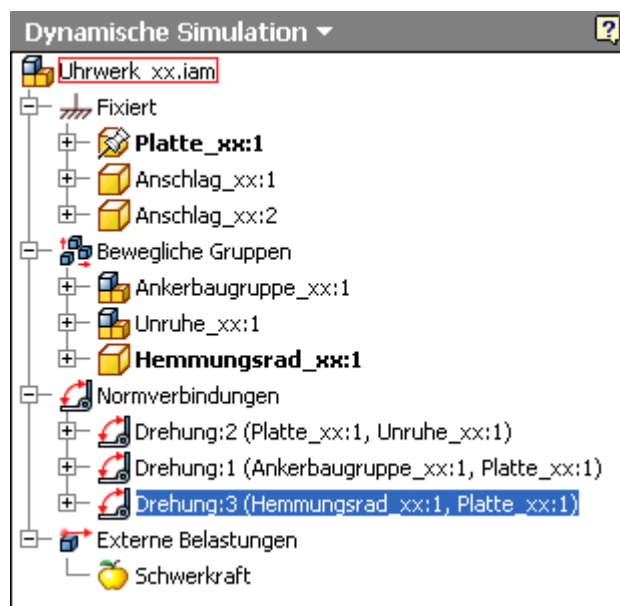 Dynamische Simulation
Uhrwerk_xx.iam
Fixiert
Platte_xx:1
Anschlag_xx:1
Anschlag_xx:2
Bewegliche Gruppen
Ankerbaugruppe_xx:1
Unruhe_xx:1
Hemmungsrad_xx:1
Normverbindungen
Drehung:2 (Platte_xx:1, Unruhe_xx:1)
Drehung:1 (Ankerbaugruppe_xx:1, Platte_xx:1)
Drehung:3 (Hemmungsrad_xx:1, Platte_xx:1)
Externe Belastungen
Schwerkraft